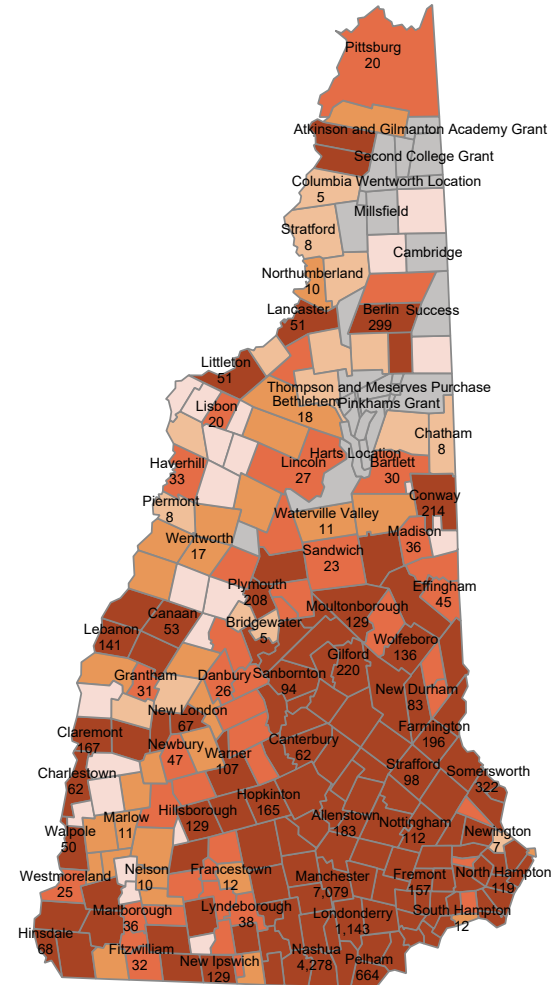 Pittsburg
20
Atkinson and Gilmanton Academy Grant
Second College Grant
Columbia
5
Wentworth Location
Millsfield
Stratford
8
Cambridge
Northumberland
10
Lancaster
51
Berlin
299
Success
Littleton
51
Thompson and Meserves Purchase
Bethlehem
18
Pinkhams Grant
Lisbon
20
Chatham
8
Harts Location
Haverhill
33
Lincoln
27
Bartlett
30
Piermont
8
Conway
214
Waterville Valley
11
Wentworth
17
Madison
36
Sandwich
23
Plymouth
208
Effingham
45
Moultonborough
129
Canaan
53
Bridgewater
5
Lebanon
141
Wolfeboro
136
Gilford
220
Grantham
31
Danbury
26
Sanbornton
94
New Durham
83
New London
67
Claremont
167
Farmington
196
Newbury
47
Canterbury
62
Warner
107
Charlestown
62
Strafford
98
Somersworth
322
Hopkinton
165
Hillsborough
129
Marlow
11
Allenstown
183
Nottingham
112
Walpole
50
Newington
7
Westmoreland
25
Nelson
10
Francestown
12
Manchester
7,079
Fremont
157
North Hampton
119
Marlborough
36
Lyndeborough
38
Londonderry
1,143
South Hampton
12
Hinsdale
68
Fitzwilliam
32
New Ipswich
129
Nashua
4,278
Pelham
664